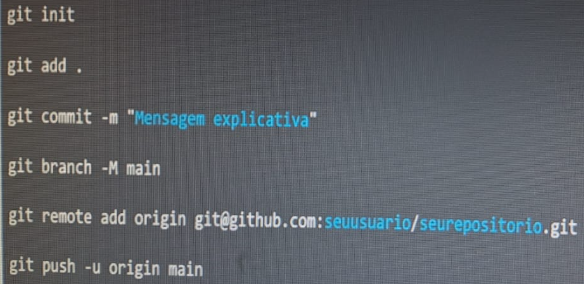 git init
git add .
git commit -m "Mensagem explicativa"
git branch -M main
git remote add origin git@github.com:seuusuario/seurepositorio.git
git push -u origin main